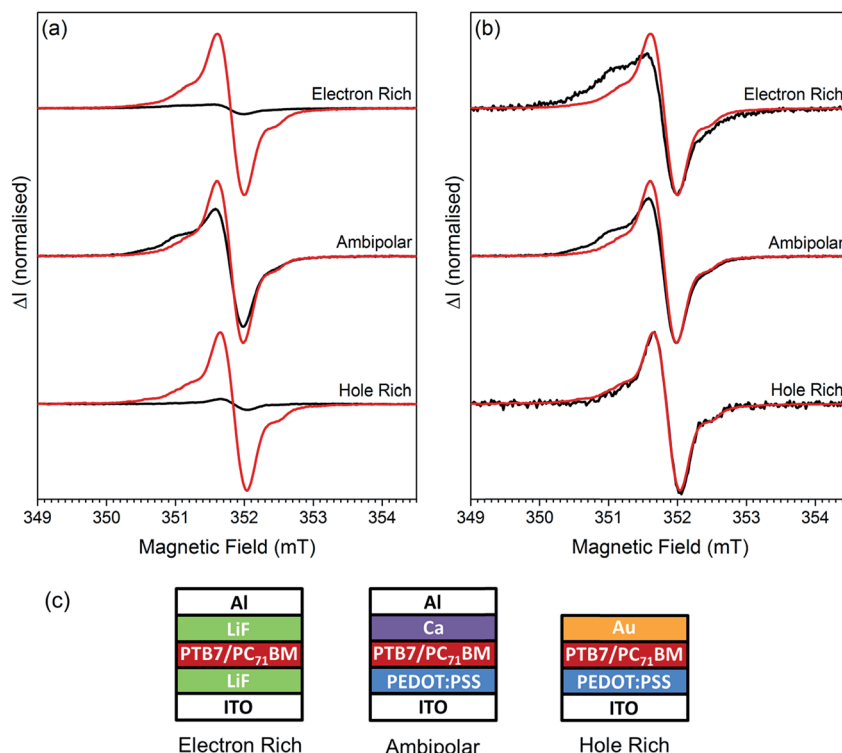 (a)
Electron Rich
Ambipolar
Hole Rich
ΔI (normalised)
349 350 351 352 353 354
Magnetic Field (mT)
(b)
Electron Rich
Ambipolar
Hole Rich
ΔI (normalised)
349 350 351 352 353 354
Magnetic Field (mT)
(c)
Al
LiF
PTB7/PC₇₁BM
LiF
ITO
Electron Rich
Al
Ca
PTB7/PC₇₁BM
PEDOT:PSS
ITO
Ambipolar
Au
PTB7/PC₇₁BM
PEDOT:PSS
ITO
Hole Rich